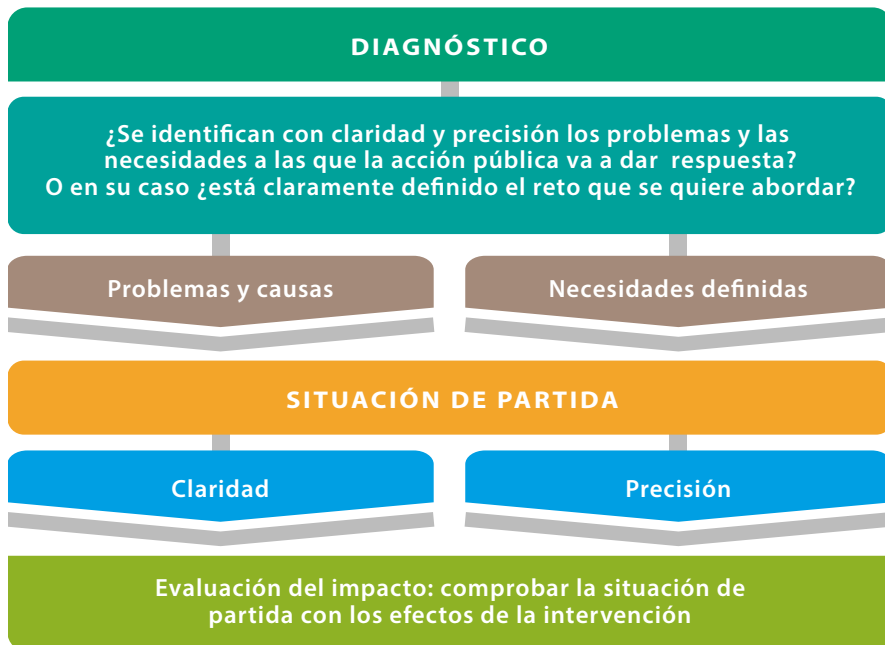 DIAGNÓSTICO
¿Se identifican con claridad y precisión los problemas y las
necesidades a las que la acción pública va a dar respuesta?
O en su caso ¿está claramente definido el reto que se quiere abordar?
Problemas y causas
Necesidades definidas
SITUACIÓN DE PARTIDA
Claridad
Precisión
Evaluación del impacto: comprobar la situación de
partida con los efectos de la intervención